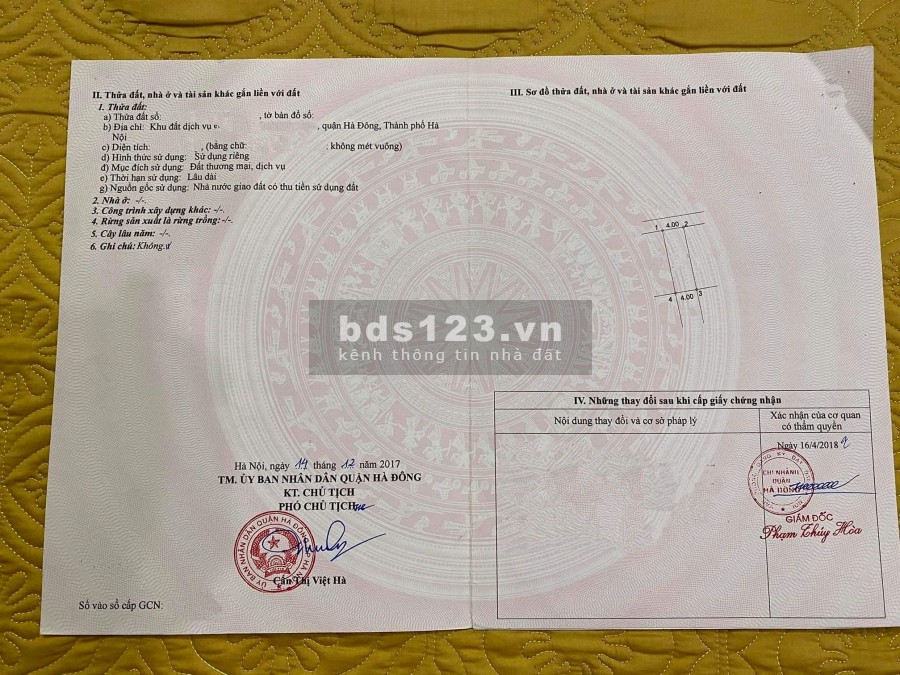 II. Thửa đất, nhà ở và tài sản khác gắn liền với đất
1. Thửa đất:
a) Thửa đất số: , tờ bản đồ số:
b) Địa chỉ: Khu đất dịch vụ , quận Hà Đông, Thành phố Hà
Nội
c) Diện tích: , (bằng chữ: không mét vuông)
d) Hình thức sử dụng: Sử dụng riêng
đ) Mục đích sử dụng: Đất thương mại, dịch vụ
e) Thời hạn sử dụng: Lâu dài
g) Nguồn gốc sử dụng: Nhà nước giao đất có thu tiền sử dụng đất
2. Nhà ở: -/-.
3. Công trình xây dựng khác: -/-.
4. Rừng sản xuất là rừng trồng: -/-.
5. Cây lâu năm: -/-.
6. Ghi chú: Không
Hà Nội, ngày 14 tháng 12 năm 2017
TM. ỦY BAN NHÂN DÂN QUẬN HÀ ĐÔNG
KT. CHỦ TỊCH
PHÓ CHỦ TỊCH
ỦY BAN NHÂN DÂN QUẬN HÀ ĐÔNG
Cấn Thị Việt Hà
Số vào sổ cấp GCN:
bds123.vn
kênh thông tin nhà đất
III. Sơ đồ thửa đất, nhà ở và tài sản khác gắn liền với đất
1 4.00 2
4 4.00 3
IV. Những thay đổi sau khi cấp giấy chứng nhận
Nội dung thay đổi và cơ sở pháp lý
Xác nhận của cơ quan
có thẩm quyền
Ngày 16/4/2018
CHI NHÁNH
QUẬN
HÀ ĐÔNG
GIÁM ĐỐC
Phạm Thúy Hòa